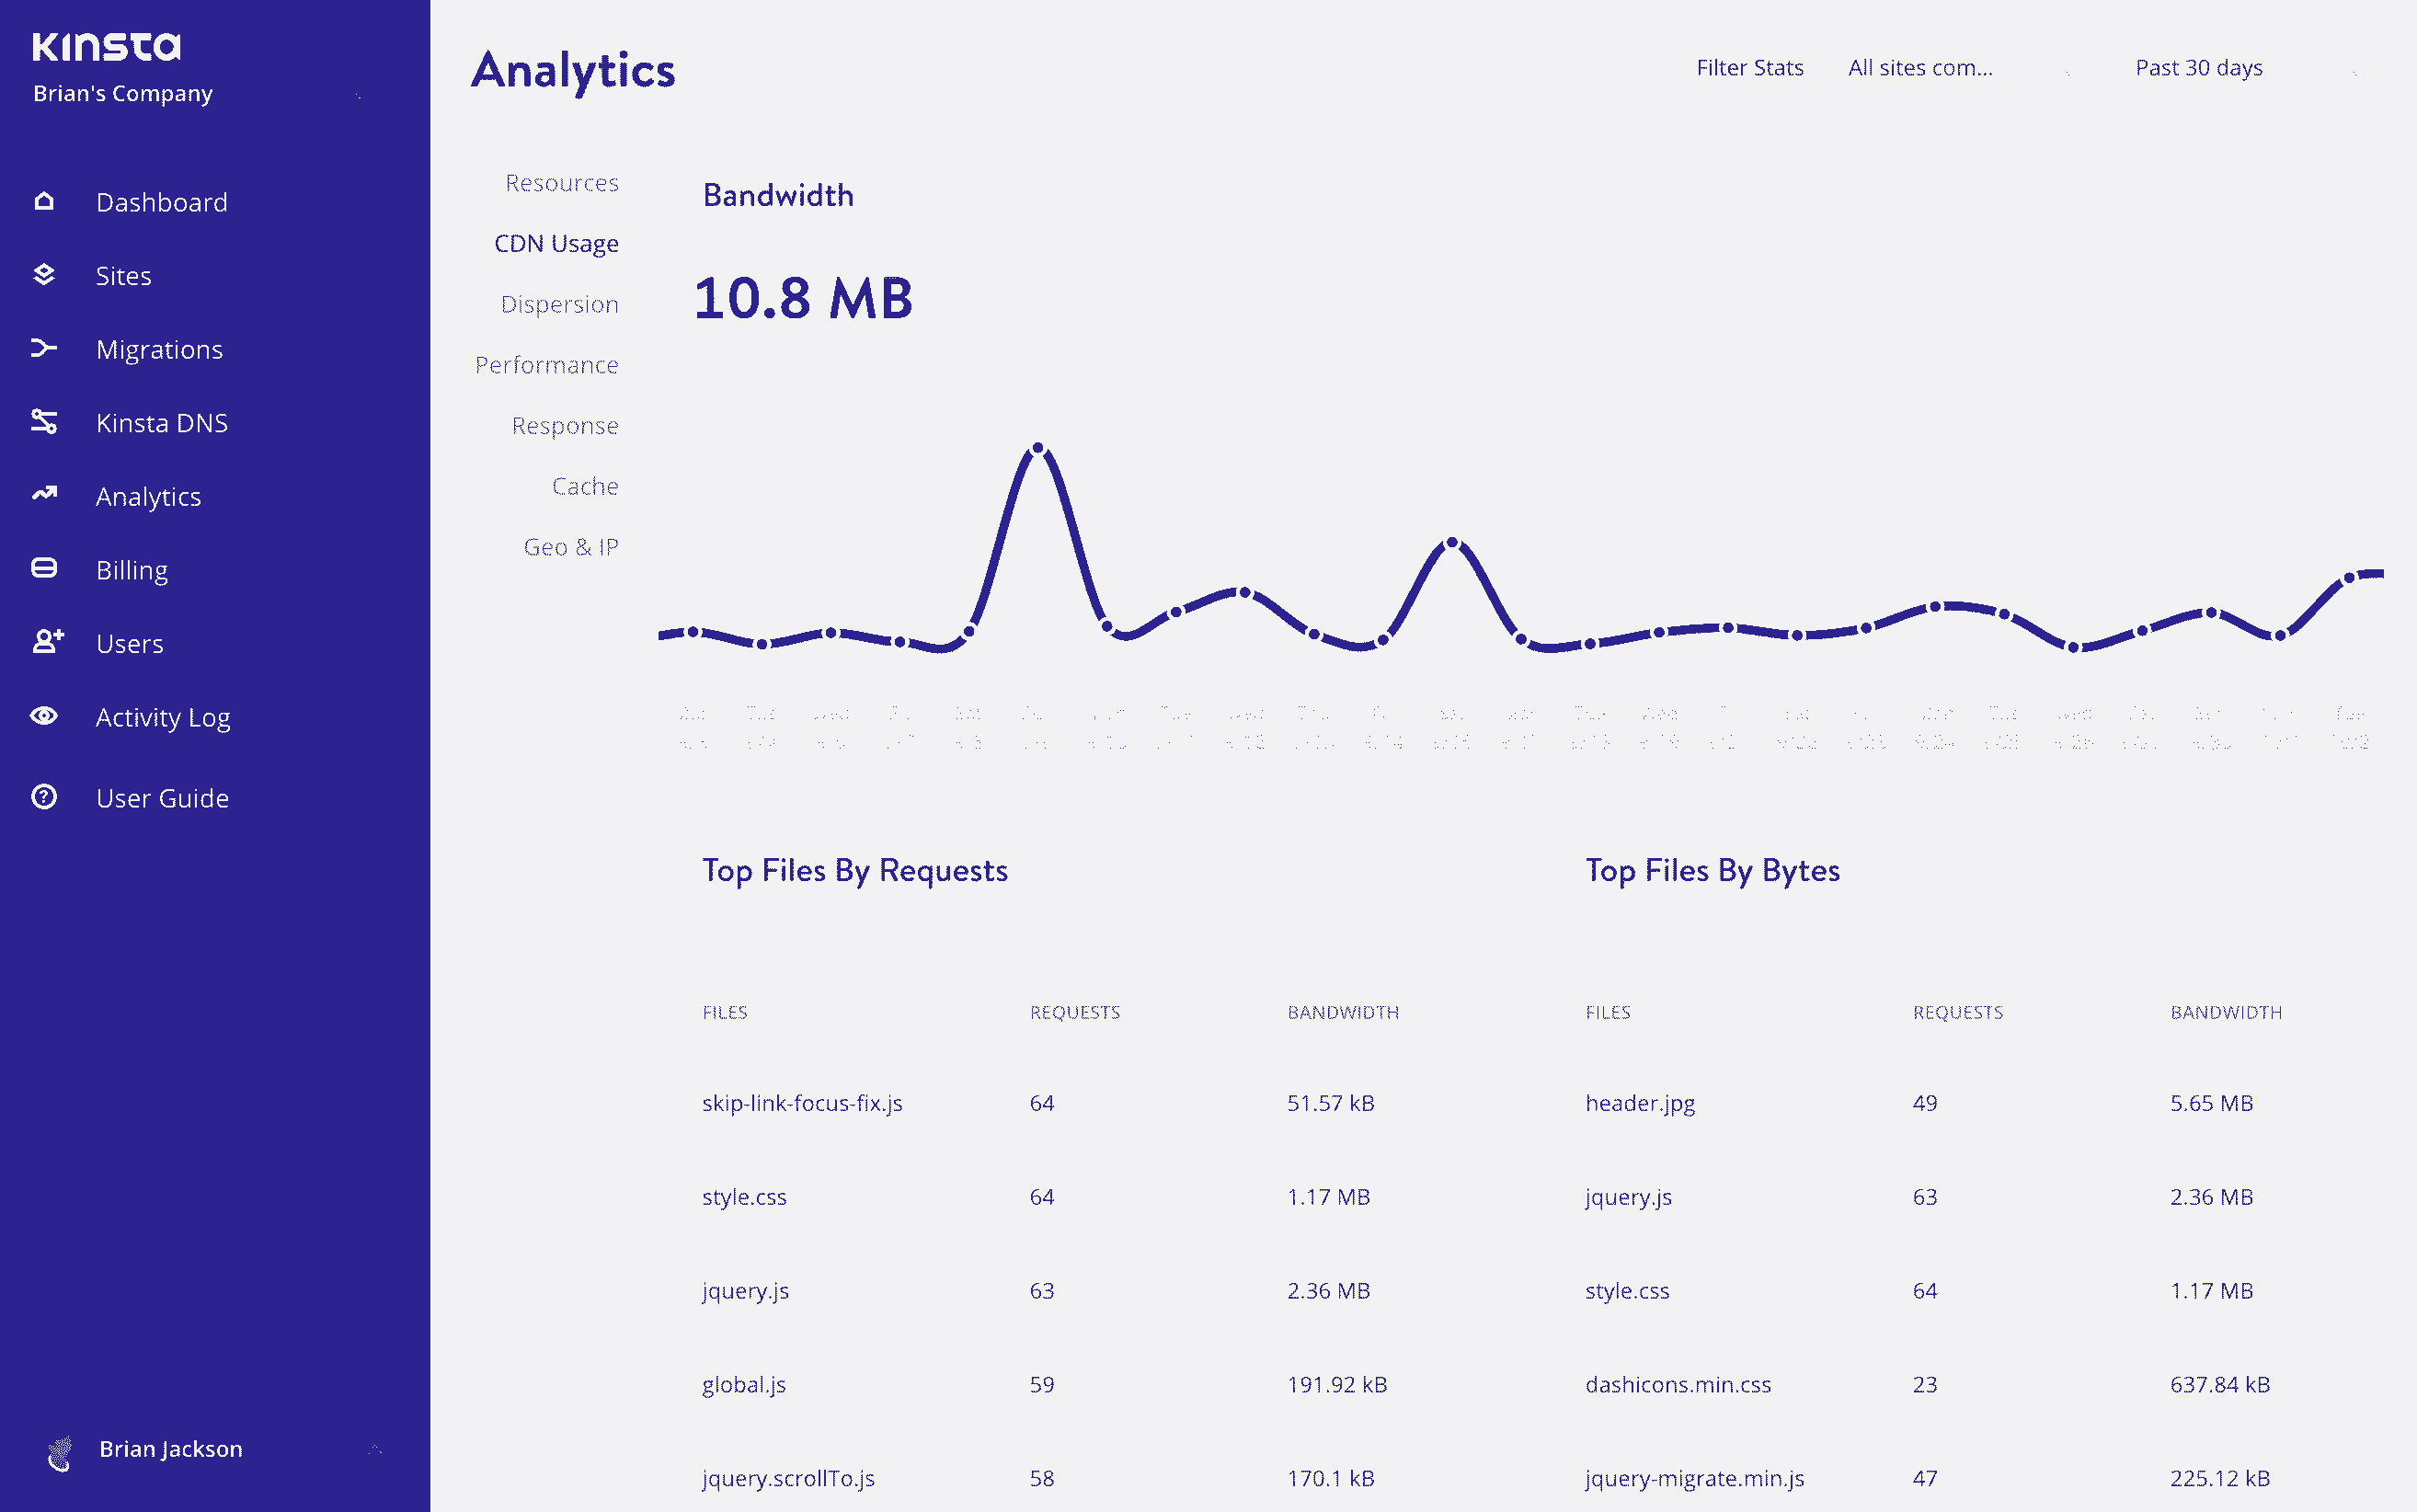 Kinsta
Brian's Company
Dashboard
Sites
Migrations
Kinsta DNS
Analytics
Billing
Users
Activity Log
User Guide
Brian Jackson
Analytics
Filter Stats All sites com... Past 30 days
Resources
CDN Usage
Dispersion
Performance
Response
Cache
Geo & IP
Bandwidth
10.8 MB
Top Files By Requests
FILES REQUESTS BANDWIDTH
skip-link-focus-fix.js 64 51.57 kB
style.css 64 1.17 MB
jquery.js 63 2.36 MB
global.js 59 191.92 kB
jquery.scrollTo.js 58 170.1 kB
Top Files By Bytes
FILES REQUESTS BANDWIDTH
header.jpg 49 5.65 MB
jquery.js 63 2.36 MB
style.css 64 1.17 MB
dashicons.min.css 23 637.84 kB
jquery-migrate.min.js 47 225.12 kB